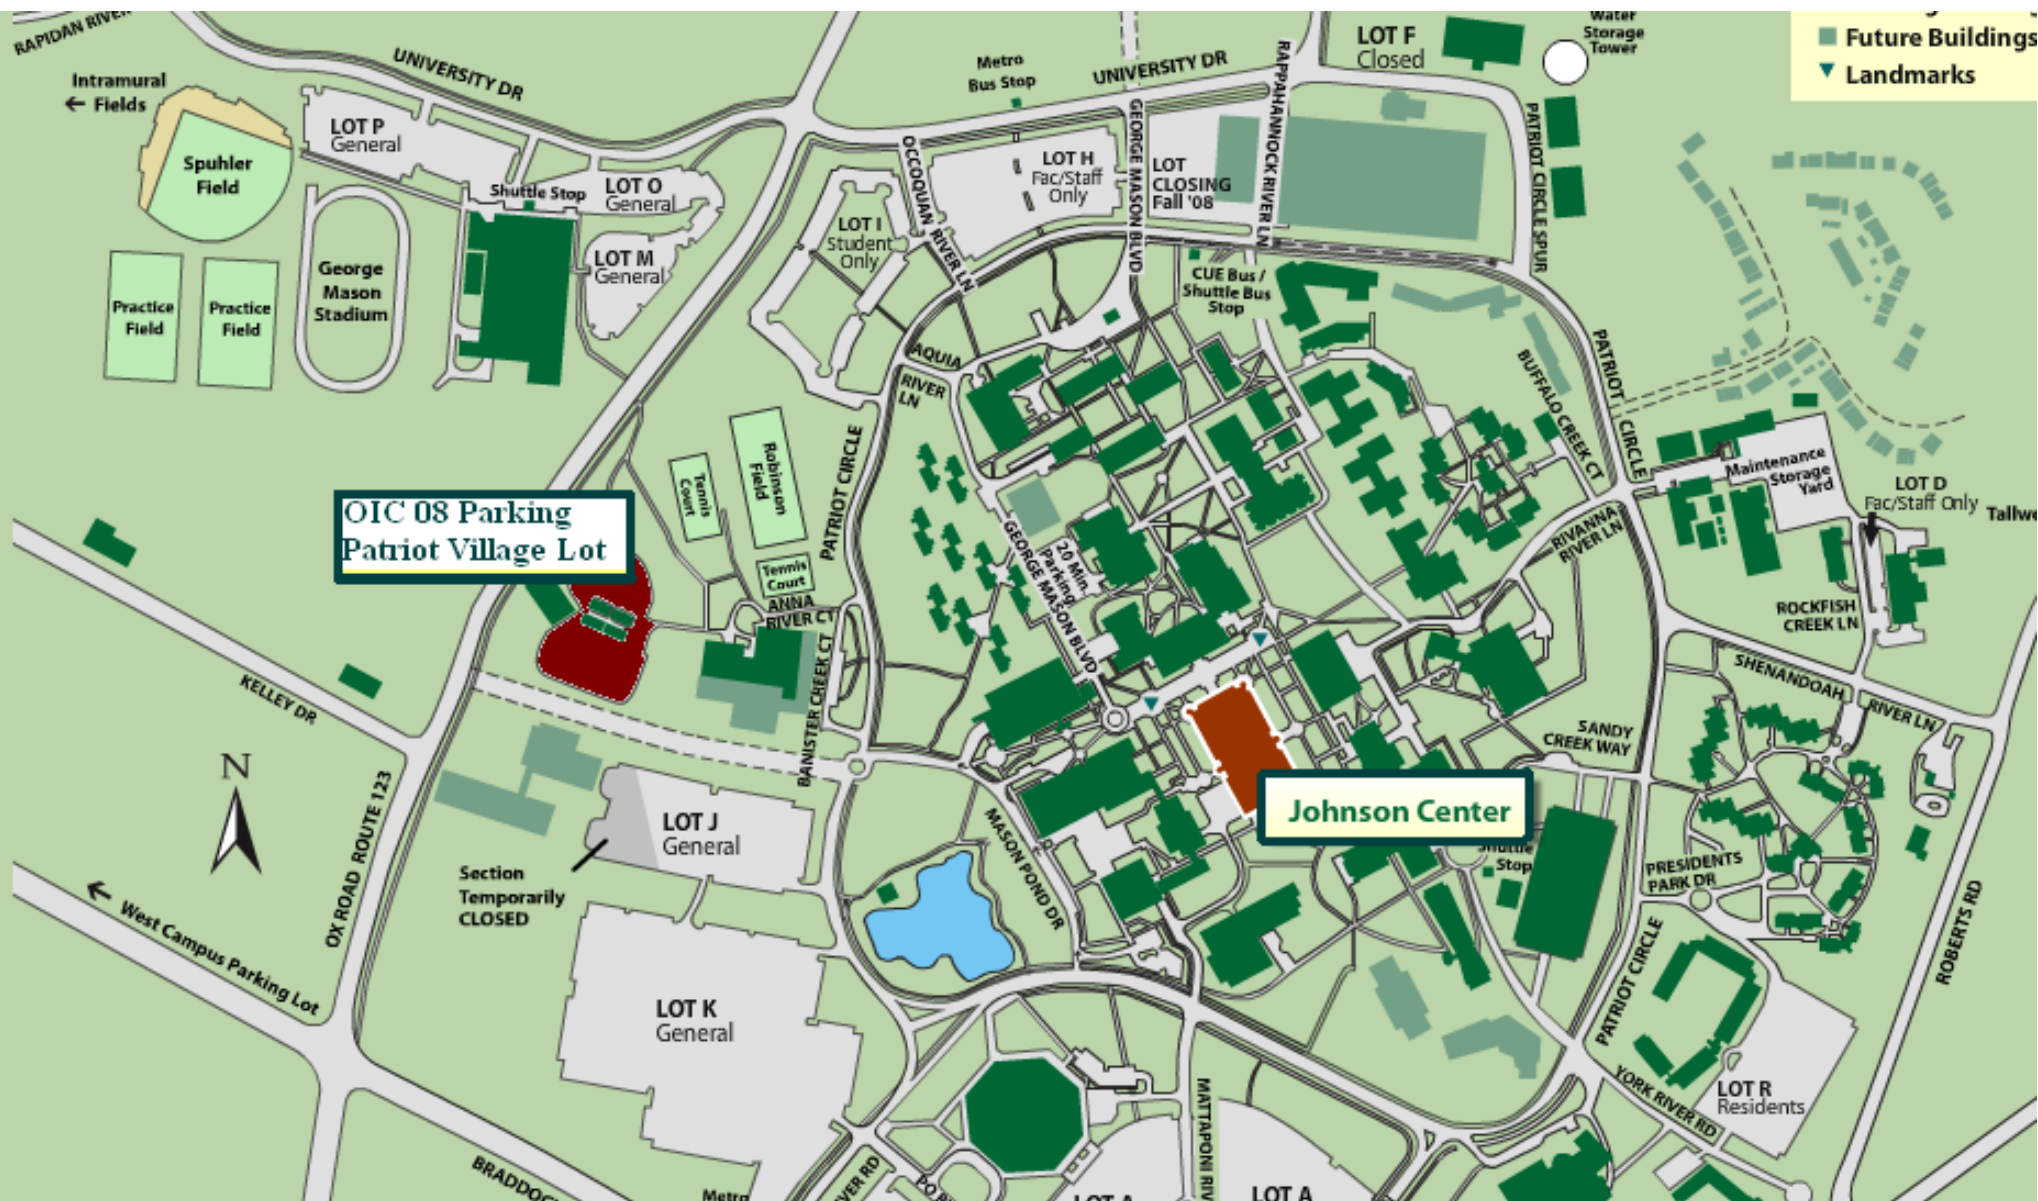 RAPIDAN RIVER
UNIVERSITY DR
Intramural
← Fields
Spuhler
Field
LOT P
General
Shuttle Stop
LOT O
General
LOT M
General
Practice
Field
Practice
Field
George
Mason
Stadium
Metro
Bus Stop
UNIVERSITY DR
LOT F
Closed
Water
Storage
Tower
Future Buildings
Landmarks
OCCOQUAN RIVER LN
LOT H
Fac/Staff
Only
GEORGE MASON BLVD
LOT
CLOSING
Fall '08
RAPPAHANNOCK RIVER LN
PATRIOT CIRCLE SPUR
LOT I
Student
Only
CUE Bus /
Shuttle Bus
Stop
AQUIA
RIVER
LN
PATRIOT CIRCLE
BUFFALO CREEK CT
PATRIOT CIRCLE
Robinson
Field
Tennis
Court
Tennis
Court
Maintenance
Storage
Yard
LOT D
Fac/Staff Only
OIC 08 Parking
Patriot Village Lot
GEORGE MASON BLVD
20 Min.
Parking
RIVANNA
RIVER LN
ANNA
RIVER CT
BANISTER CREEK CT
ROCKFISH
CREEK LN
SHENANDOAH
RIVER LN
KELLEY DR
SANDY
CREEK WAY
N
OX ROAD ROUTE 123
LOT J
General
Section
Temporarily
CLOSED
MASON POND DR
Johnson Center
Shuttle
Stop
PRESIDENTS
PARK DR
← West Campus Parking Lot
LOT K
General
PATRIOT CIRCLE
ROBERTS RD
LOT R
Residents
YORK RIVER RD
MATTAPONI RIV
BRADDOC
Metro
VER RD
LOT A
LOT A